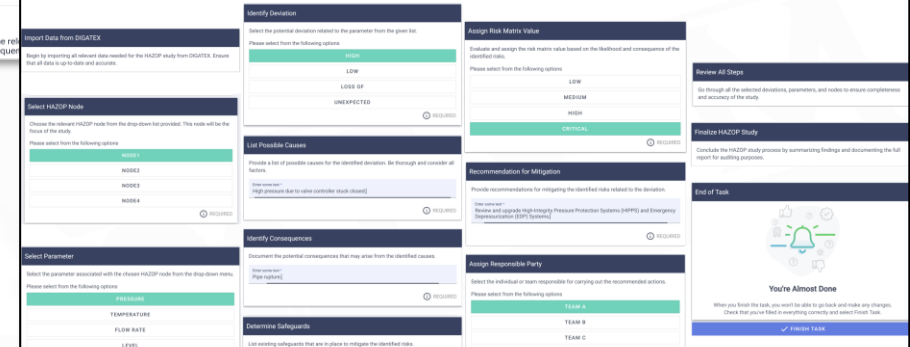 Import Data from DIGATEX
Begin by importing all relevant data needed for the HAZOP study from DIGATEX. Ensure
that all data is up-to-date and accurate.
Select HAZOP Node
Choose the relevant HAZOP node from the drop-down list provided. This node will be the
focus of the study.
Please select from the following options
NODE1
NODE2
NODE3
NODE4
REQUIRED
Select Parameter
Select the parameter associated with the chosen HAZOP node from the drop-down menu.
Please select from the following options
PRESSURE
TEMPERATURE
FLOW RATE
LEVEL
Identify Deviation
Select the potential deviation related to the parameter from the given list.
Please select from the following options
HIGH
LOW
LOSS OF
UNEXPECTED
REQUIRED
List Possible Causes
Provide a list of possible causes for the identified deviation. Be thorough and consider all
factors.
Enter some text *
High pressure due to valve controller stuck closed
REQUIRED
Identify Consequences
Document the potential consequences that may arise from the identified causes.
Enter some text *
Pipe rupture
REQUIRED
Determine Safeguards
List existing safeguards that are in place to mitigate the identified risks.
Assign Risk Matrix Value
Evaluate and assign the risk matrix value based on the likelihood and consequence of the
identified risks.
Please select from the following options
LOW
MEDIUM
HIGH
CRITICAL
REQUIRED
Recommendation for Mitigation
Provide recommendations for mitigating the identified risks related to the deviation.
Enter some text *
Review and upgrade High-Integrity Pressure Protection Systems (HIPPS) and Emergency
Depressurization (EDP) Systems
REQUIRED
Assign Responsible Party
Select the individual or team responsible for carrying out the recommended actions.
Please select from the following options
TEAM A
TEAM B
TEAM C
Review All Steps
Go through all the selected deviations, parameters, and nodes to ensure completeness
and accuracy of the study.
Finalize HAZOP Study
Conclude the HAZOP study process by summarizing findings and documenting the full
report for auditing purposes.
End of Task
You're Almost Done
When you finish the task, you won't be able to go back and make any changes.
Check that you've filled in everything correctly and select Finish Task.
FINISH TASK